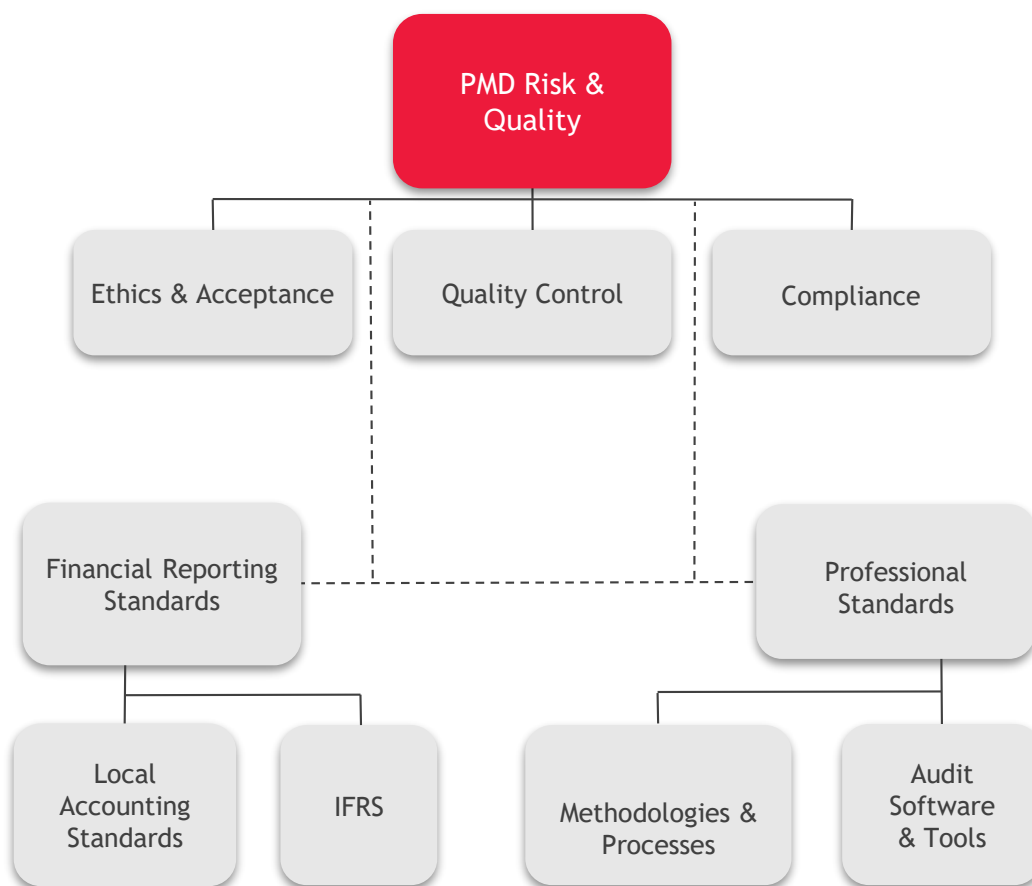 PMD Risk &
Quality
Ethics & Acceptance
Quality Control
Compliance
Financial Reporting
Standards
Professional
Standards
Local
Accounting
Standards
IFRS
Methodologies &
Processes
Audit
Software
& Tools